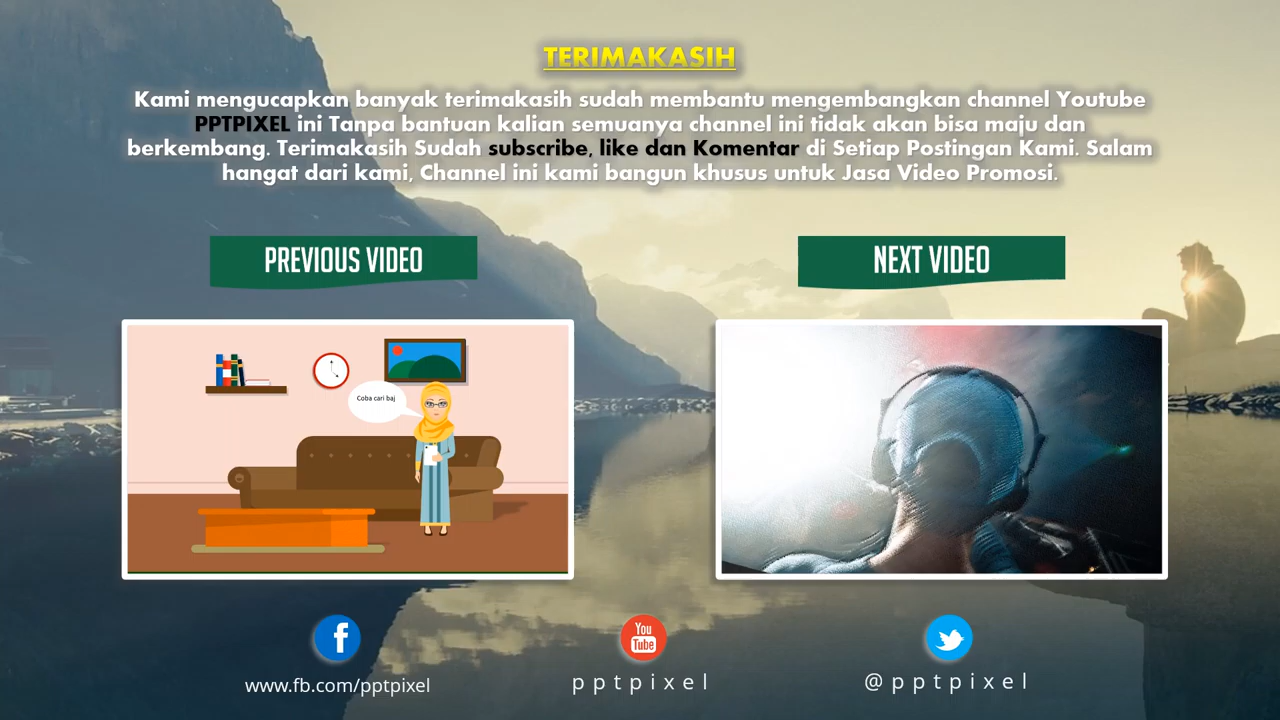 TERIMAKASIH
Kami mengucapkan banyak terimakasih sudah membantu mengembangkan channel Youtube
PPTPIXEL ini Tanpa bantuan kalian semuanya channel ini tidak akan bisa maju dan
berkembang. Terimakasih Sudah subscribe, like dan Komentar di Setiap Postingan Kami. Salam
hangat dari kami, Channel ini kami bangun khusus untuk Jasa Video Promosi.
PREVIOUS VIDEO
NEXT VIDEO
Coba cari baj
You
Tube
www.fb.com/pptpixel
pptpixel
@pptpixel